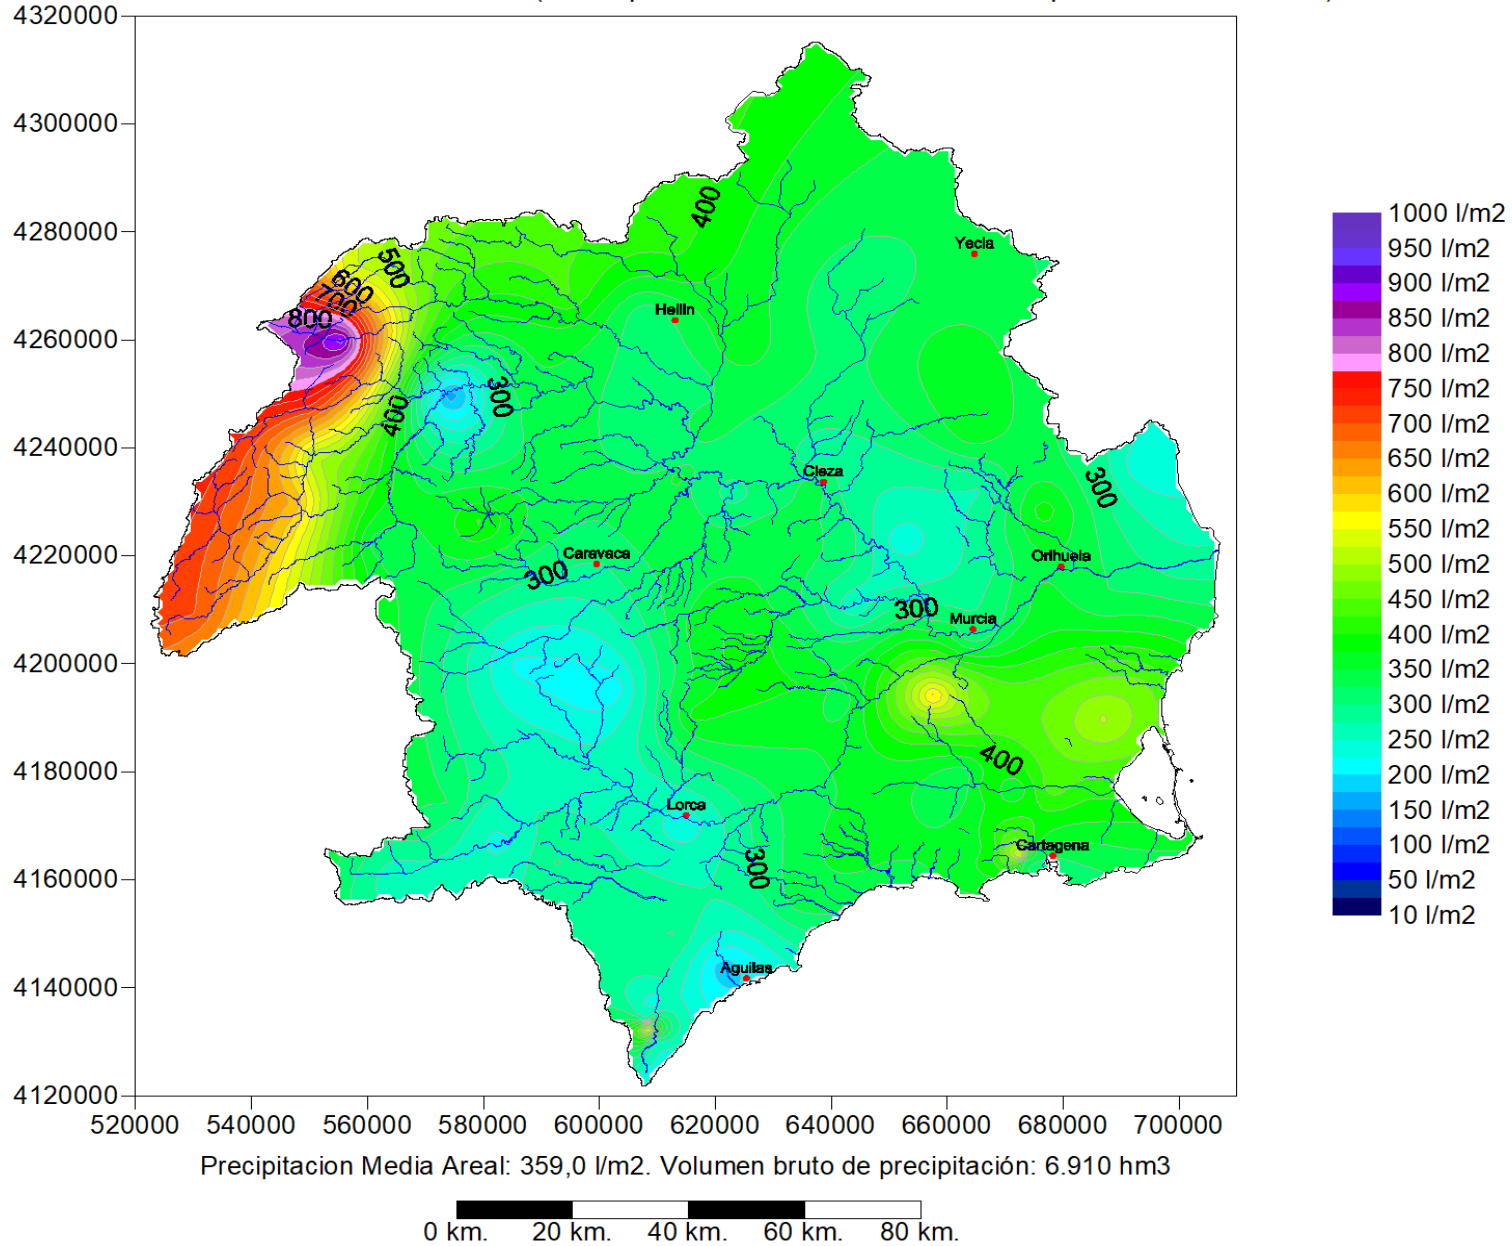 4320000
4300000
4280000
4260000
4240000
4220000
4200000
4180000
4160000
4140000
4120000
520000 540000 560000 580000 600000 620000 640000 660000 680000 700000
400
500
600
700
800
Yecla
Hellin
300
400
Cieza
300
Caravaca
300
Orihuela
300
Murcia
400
Lorca
300
Cartagena
Aguilas
1000 l/m2
950 l/m2
900 l/m2
850 l/m2
800 l/m2
750 l/m2
700 l/m2
650 l/m2
600 l/m2
550 l/m2
500 l/m2
450 l/m2
400 l/m2
350 l/m2
300 l/m2
250 l/m2
200 l/m2
150 l/m2
100 l/m2
50 l/m2
10 l/m2
Precipitacion Media Areal: 359,0 l/m2. Volumen bruto de precipitación: 6.910 hm3
0 km. 20 km. 40 km. 60 km. 80 km.